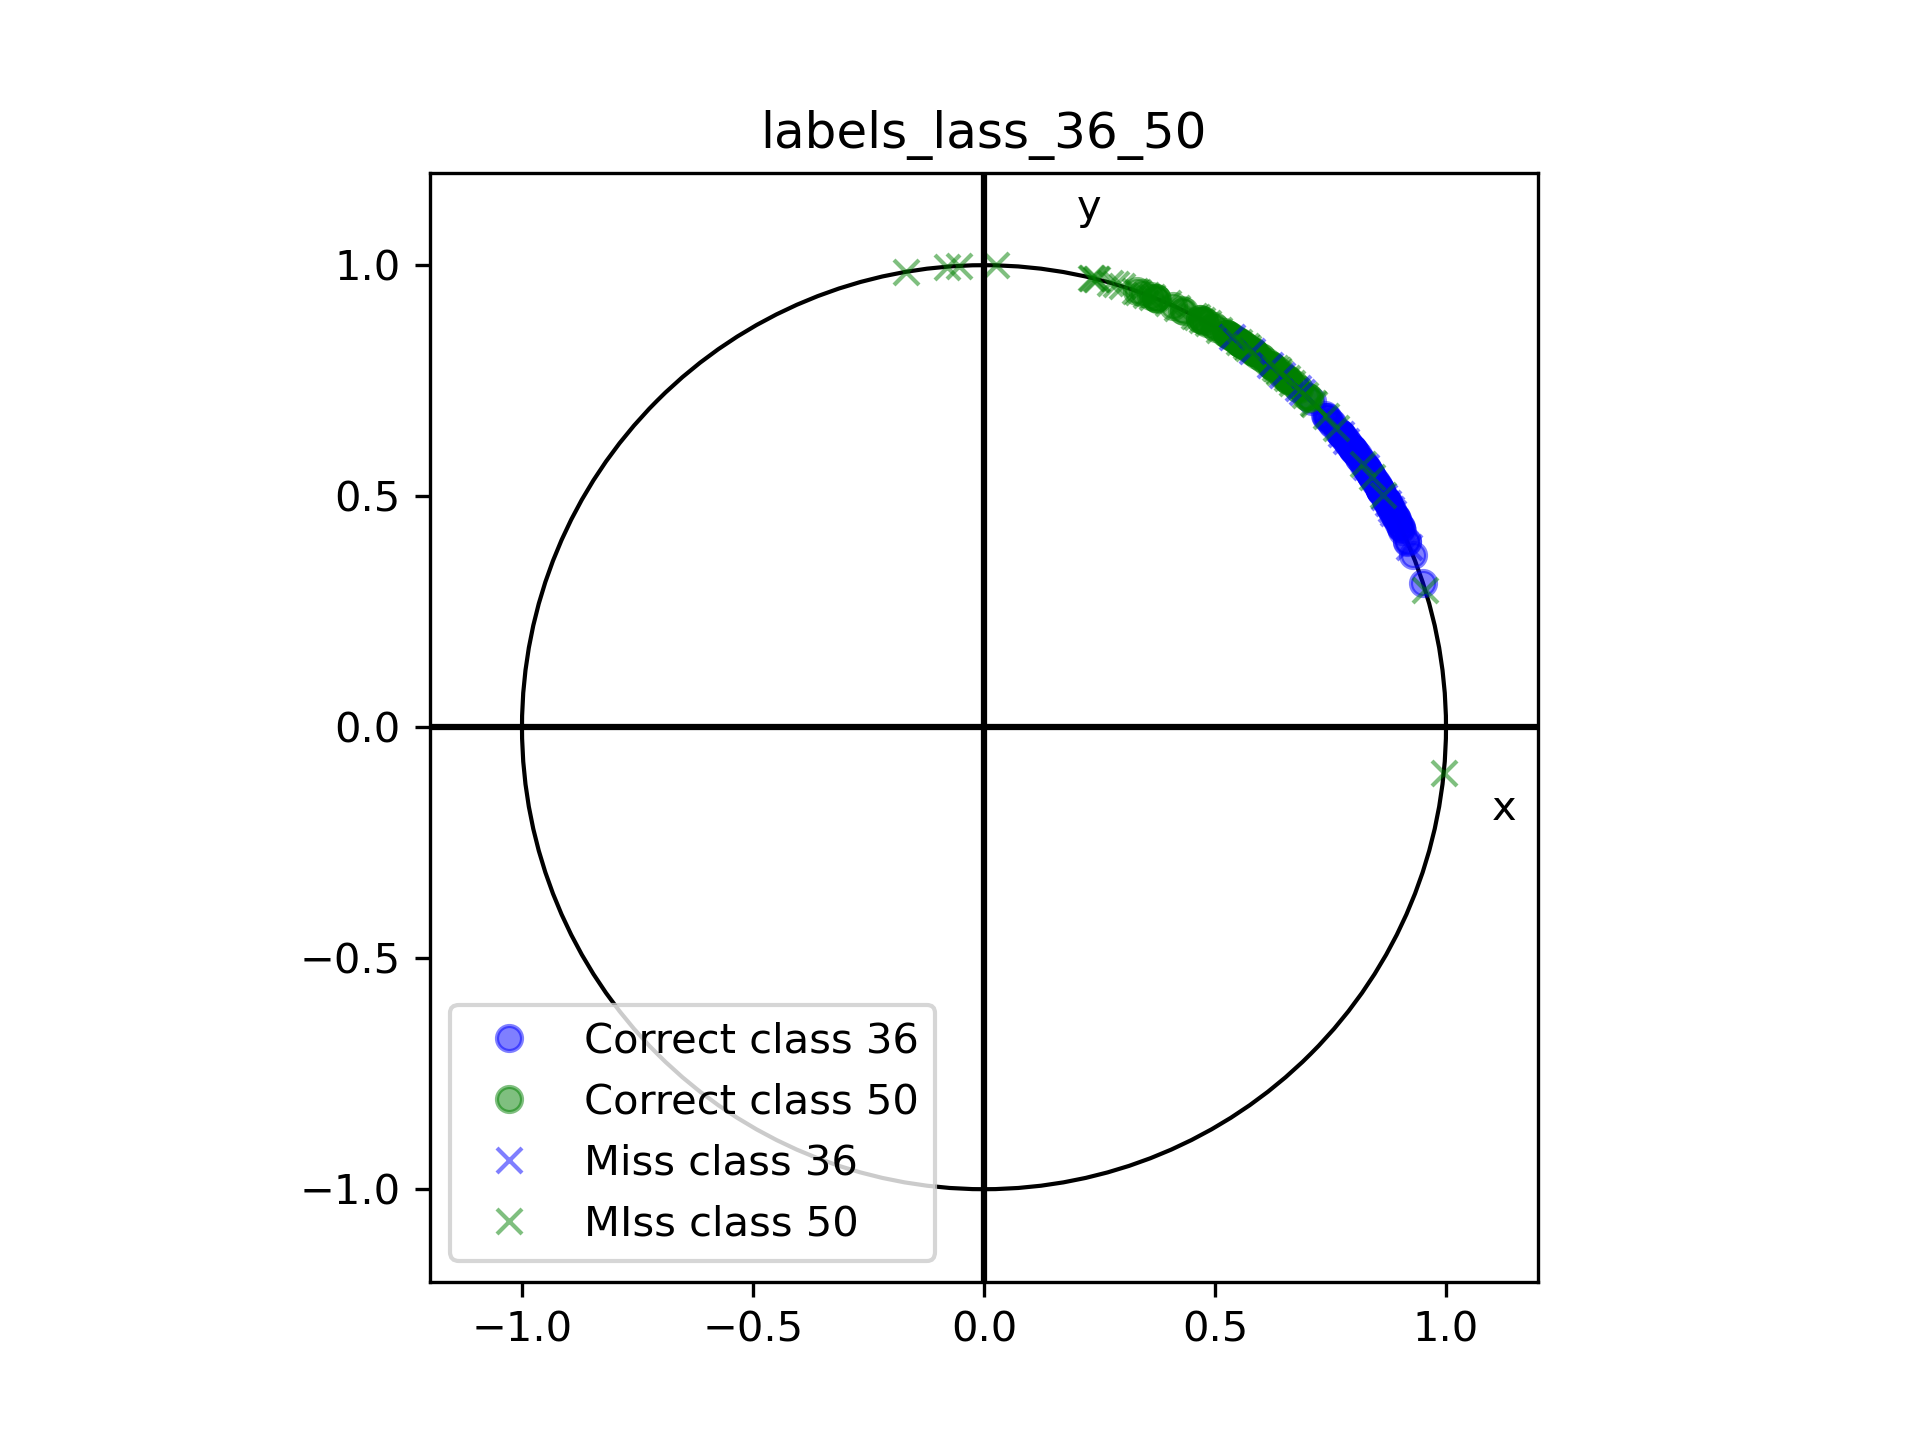 labels_lass_36_50
y
1.0
0.5
0.0
x
−0.5
−1.0
Correct class 36
Correct class 50
Miss class 36
MIss class 50
−1.0 −0.5 0.0 0.5 1.0